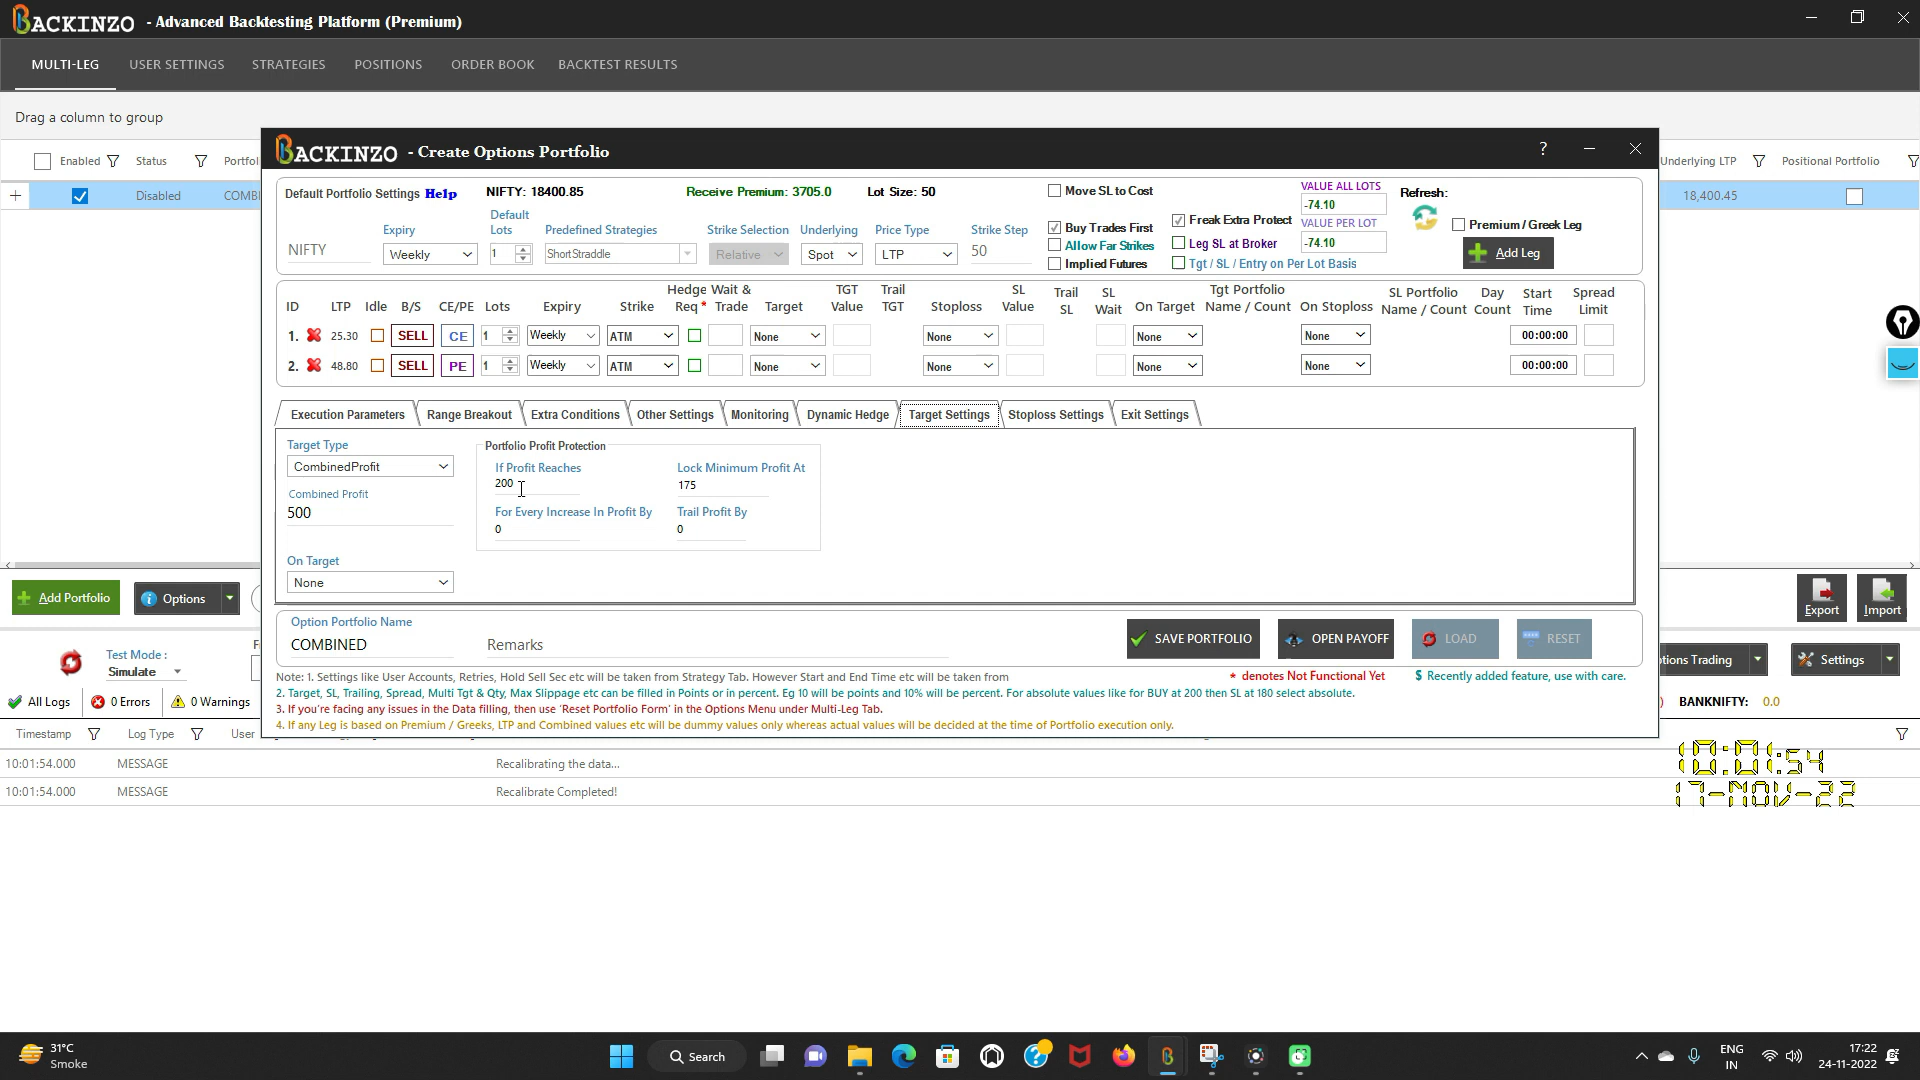 BACKINZO - Advanced Backtesting Platform (Premium)
MULTI-LEG USER SETTINGS STRATEGIES POSITIONS ORDER BOOK BACKTEST RESULTS
Drag a column to group
Enabled Status Portfol Underlying LTP Positional Portfolio
Disabled COMBI 18,400.45
BACKINZO - Create Options Portfolio ?
Default Portfolio Settings Help NIFTY: 18400.85 Receive Premium: 3705.0 Lot Size: 50
Move SL to Cost VALUE ALL LOTS Refresh:
-74.10
NIFTY
Expiry Default Lots Predefined Strategies Strike Selection Underlying Price Type Strike Step
Weekly 1 ShortStraddle Relative Spot LTP 50
Buy Trades First Freak Extra Protect VALUE PER LOT Premium / Greek Leg
Allow Far Strikes Leg SL at Broker -74.10 Add Leg
Implied Futures Tgt / SL / Entry on Per Lot Basis
ID LTP Idle B/S CE/PE Lots Expiry Strike Hedge Req * Wait & Trade Target TGT Value Trail TGT Stoploss SL Value Trail SL SL Wait On Target Tgt Portfolio Name / Count On Stoploss SL Portfolio Name / Count Day Count Start Time Spread Limit
1. 25.30 SELL CE 1 Weekly ATM None None None None 00:00:00
2. 48.80 SELL PE 1 Weekly ATM None None None None 00:00:00
Execution Parameters Range Breakout Extra Conditions Other Settings Monitoring Dynamic Hedge Target Settings Stoploss Settings Exit Settings
Target Type Portfolio Profit Protection
CombinedProfit If Profit Reaches Lock Minimum Profit At
200 175
Combined Profit
500 For Every Increase In Profit By Trail Profit By
0 0
On Target
None
Add Portfolio Options Export Import
Option Portfolio Name
COMBINED Remarks SAVE PORTFOLIO OPEN PAYOFF LOAD RESET
Test Mode :
Simulate
ptions Trading Settings
Note: 1. Settings like User Accounts, Retries, Hold Sell Sec etc will be taken from Strategy Tab. However Start and End Time etc will be taken from * denotes Not Functional Yet $ Recently added feature, use with care.
2. Target, SL, Trailing, Spread, Multi Tgt & Qty, Max Slippage etc can be filled in Points or in percent. Eg 10 will be points and 10% will be percent. For absolute values like for BUY at 200 then SL at 180 select absolute.
3. If you're facing any issues in the Data filling, then use 'Reset Portfolio Form' in the Options Menu under Multi-Leg Tab.
4. If any Leg is based on Premium / Greeks, LTP and Combined values etc will be dummy values only whereas actual values will be decided at the time of Portfolio execution only.
All Logs 0 Errors 0 Warnings ) BANKNIFTY: 0.0
Timestamp Log Type User
10:01:54.000 MESSAGE Recalibrating the data...
10:01:54.000 MESSAGE Recalibrate Completed!
10:01:54
17-NOV-22
31°C
Smoke
Search
ENG
IN
17:22
24-11-2022